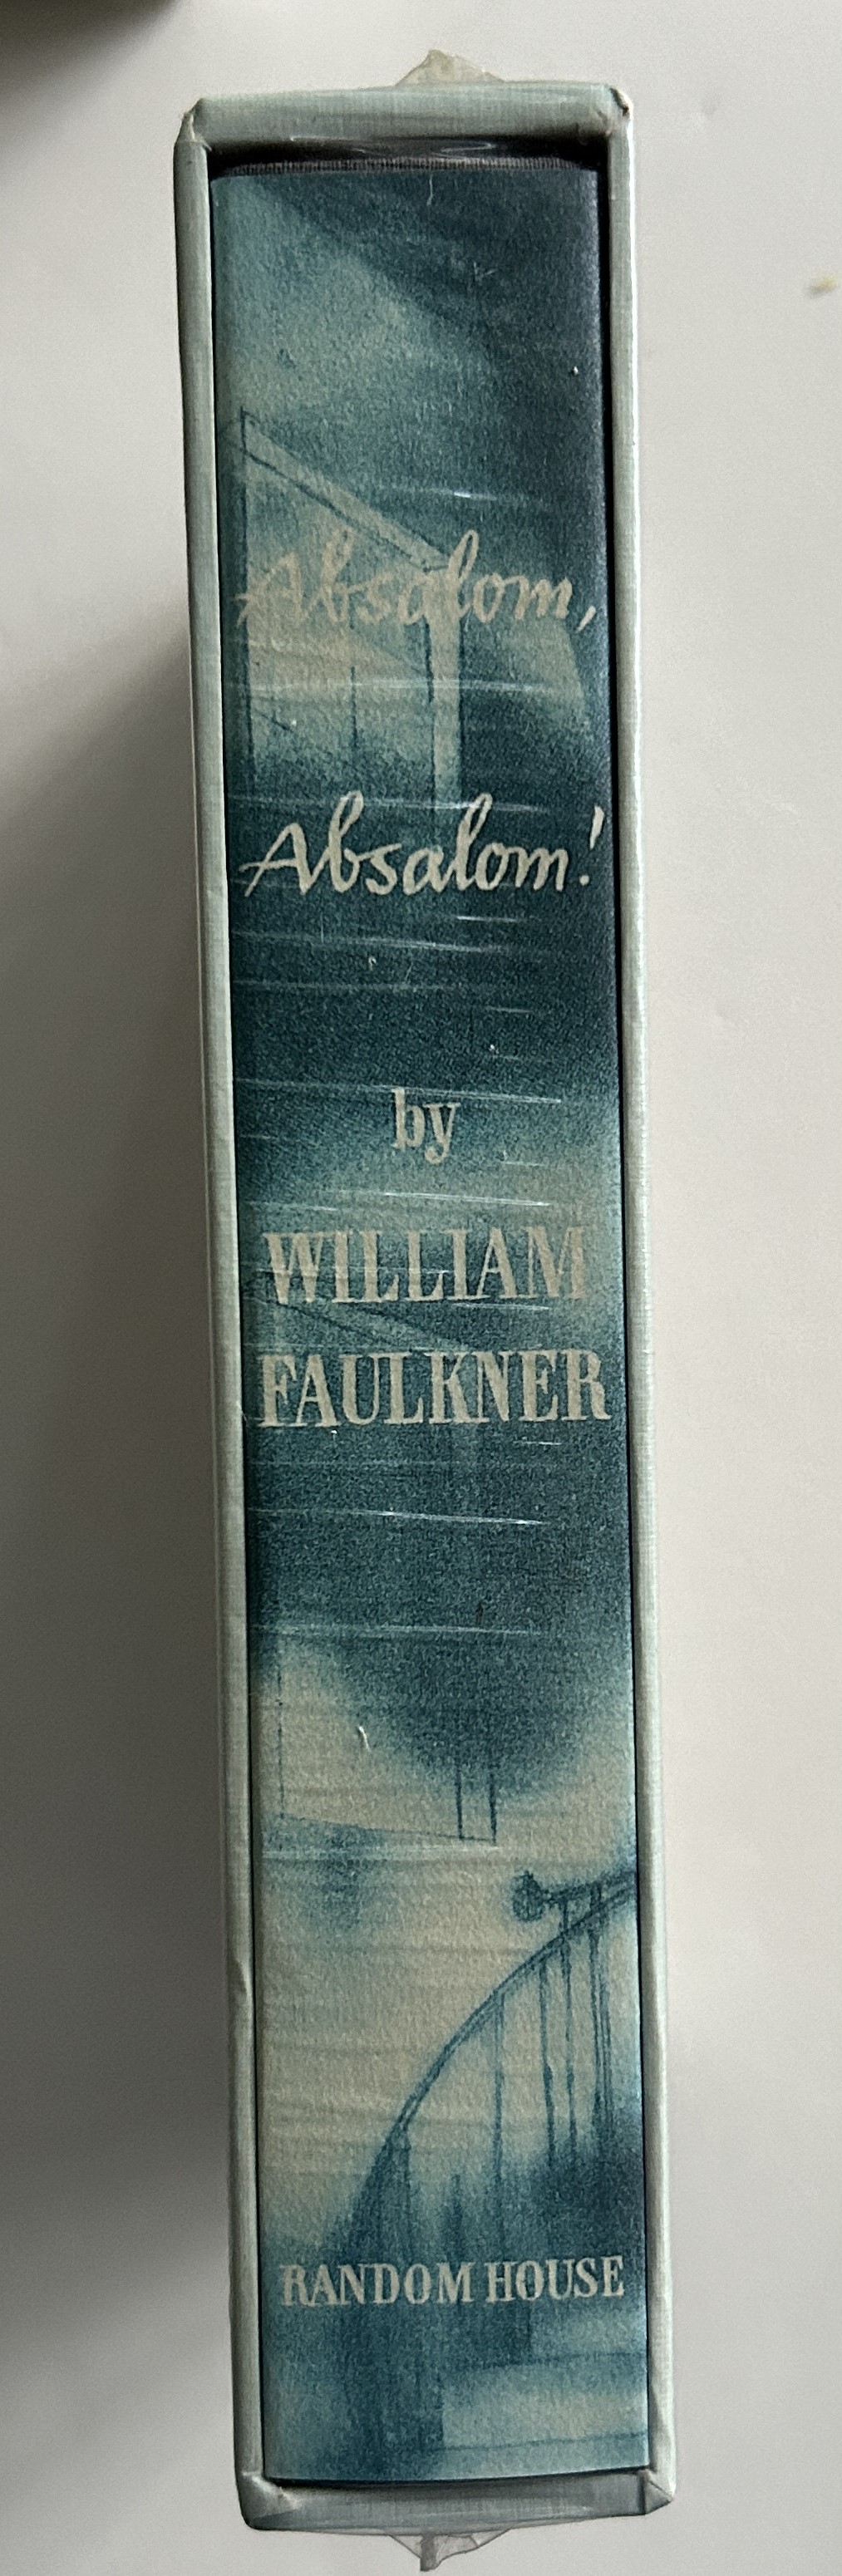 Absalom,
Absalom!
by
WILLIAM
FAULKNER
RANDOM HOUSE